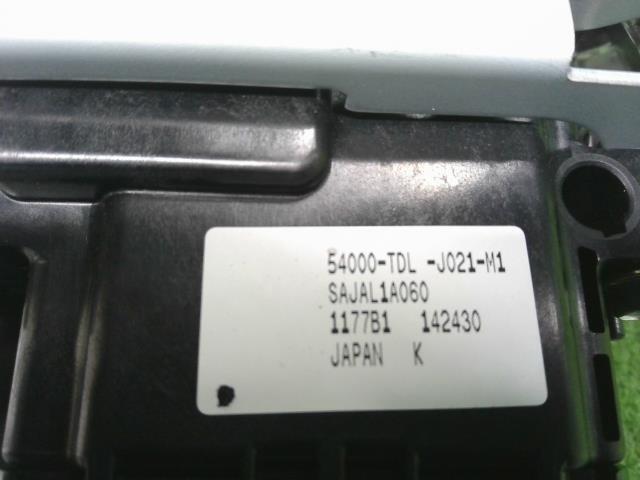 54000-TDL -J021-M1
SAJAL1A060
1177B1 142430
JAPAN K